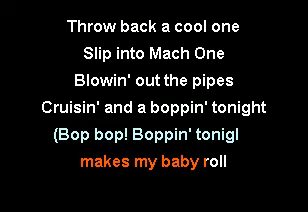 Throw back a cool one
Slip into Mach One
Blowin' out the pipes
Cruisin' and a boppin' tonight
(Bop bop! Boppin' tonigl
makes my baby roll